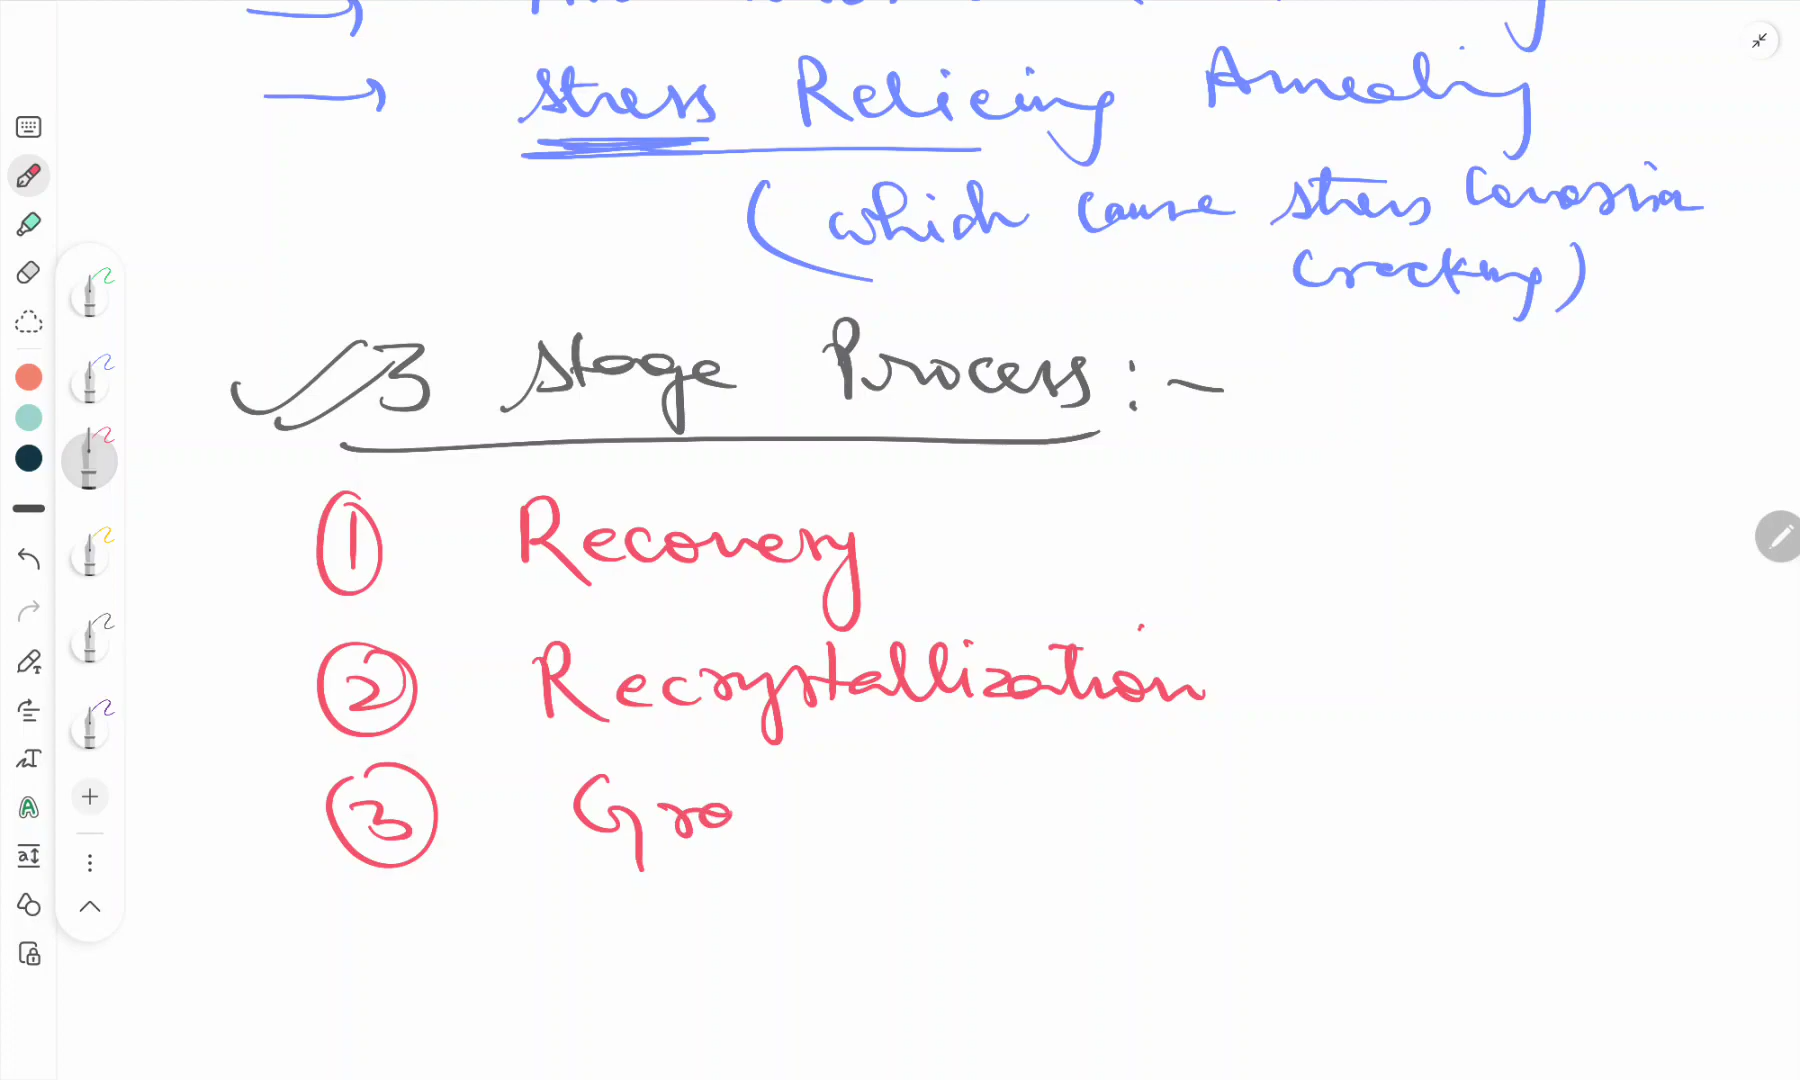 → stress Relieving Annealing
(which cause stress Corrosion
cracking)
3 stage Process :-
① Recovery
② Recrystallization
③ Gro